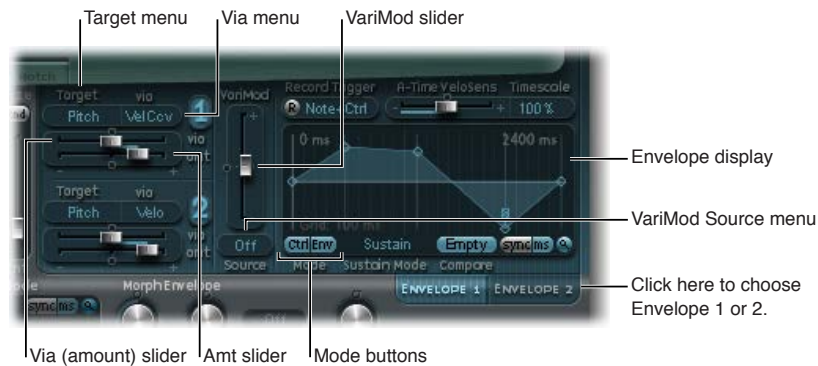 Target menu
Via menu
VariMod slider
Target
via
VariMod
Record Trigger
A-Time VeloSens
Timescale
Pitch
VelCov
1
R
Note+Ctrl
-
+
100 %
via
amt
-
+
0 ms
2400 ms
Envelope display
Target
via
Pitch
Velo
2
via
amt
-
+
Grid: 100 ms
VariMod Source menu
Off
Source
Ctrl
Env
Sustain
Empty
sync
ms
Mode
Sustain Mode
Compare
sync
ms
Morph Envelope
ENVELOPE 1
ENVELOPE 2
Click here to choose
Envelope 1 or 2.
Via (amount) slider
Amt slider
Mode buttons